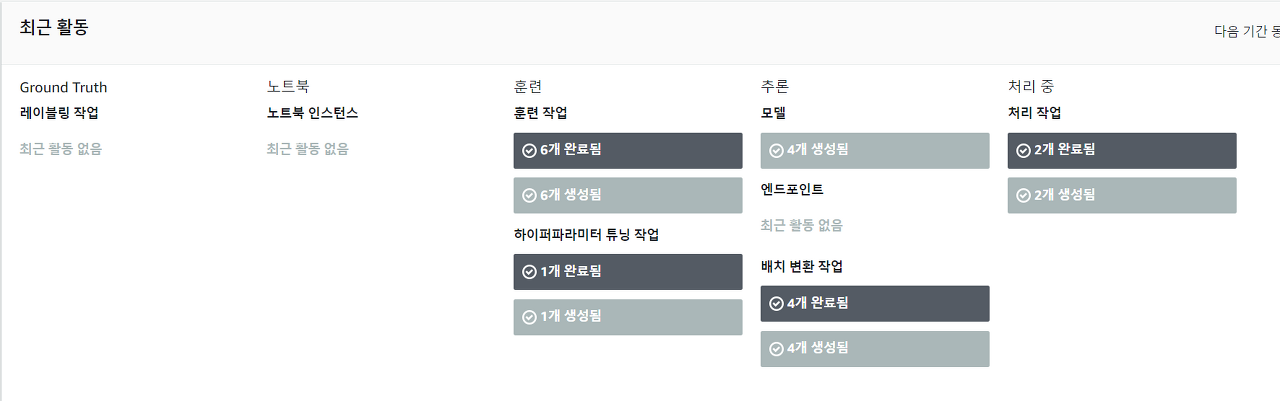 최근 활동
다음 기간 동
Ground Truth
레이블링 작업
최근 활동 없음
노트북
노트북 인스턴스
최근 활동 없음
훈련
훈련 작업
6개 완료됨
6개 생성됨
하이퍼파라미터 튜닝 작업
1개 완료됨
1개 생성됨
추론
모델
4개 생성됨
엔드포인트
최근 활동 없음
배치 변환 작업
4개 완료됨
4개 생성됨
처리 중
처리 작업
2개 완료됨
2개 생성됨